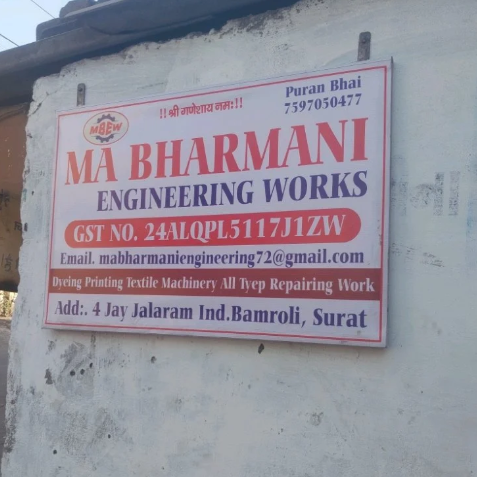 !! श्री गणेशाय नमः!!
Puran Bhai
7597050477
MBEW
MA BHARMANI
ENGINEERING WORKS
GST NO. 24ALQPL5117J1ZW
Email. mabharmaniengineering72@gmail.com
Dyeing Printing Textile Machinery All Tyep Repairing Work
Add:. 4 Jay Jalaram Ind.Bamroli, Surat